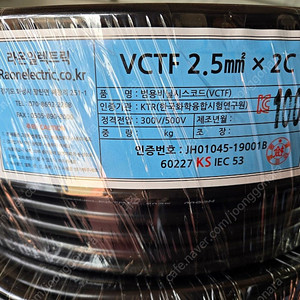 라온일렉트릭
Raonelectric.co.kr
VCTF 2.5㎟ × 2C
품 명 : 범용비닐시스코드(VCTF)
인증기관 : KTR(한국화학융합시험연구원)
정격전압 : 300V/500V 제조년월 :
중 량 : kg 조 장 :
인증번호 : JH01045-19001B
60227 KS IEC 53
100